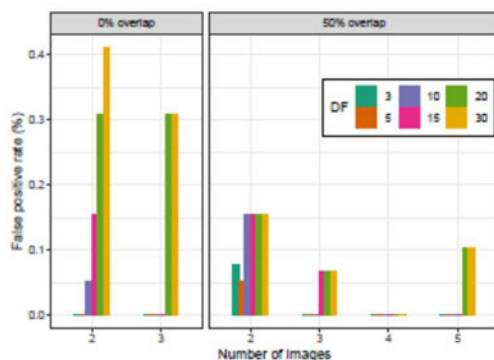 0% overlap 50% overlap
0.4
0.3
0.2
0.1
0.0
False positive rate (%)
DF 3 10 20
5 15 30
2 3 2 3 4 5
Number of Images